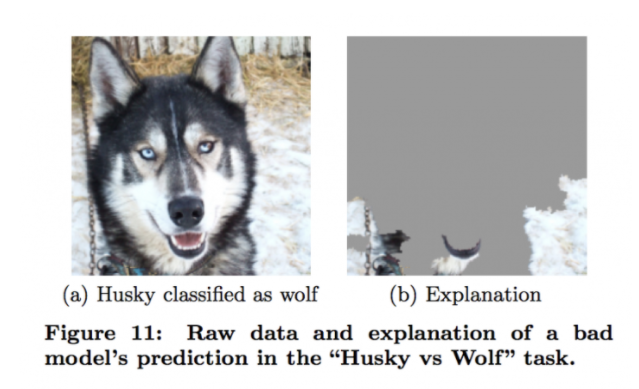 (a) Husky classified as wolf
(b) Explanation
Figure 11: Raw data and explanation of a bad
model's prediction in the “Husky vs Wolf” task.